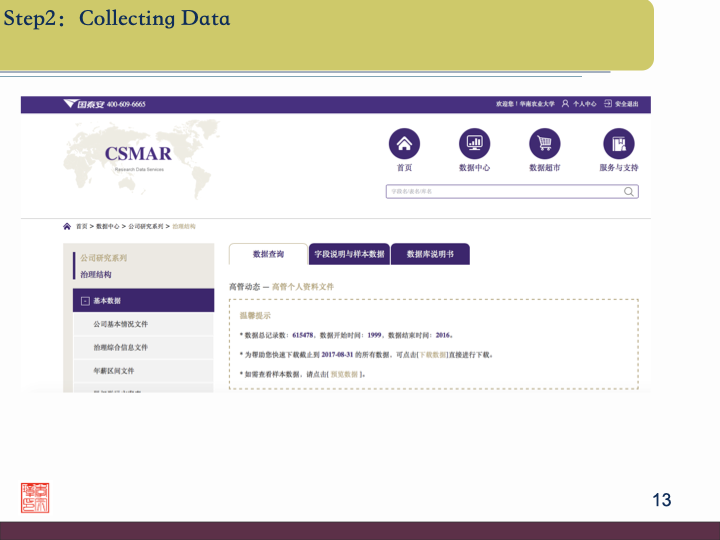 Step2：Collecting Data
国泰安 400-609-6665
欢迎您！华南农业大学 个人中心 安全退出
CSMAR
Research Data Services
首页 数据中心 数据超市 服务与支持
字段名/表名/库名
首页 > 数据中心 > 公司研究系列 > 治理结构
公司研究系列
治理结构
基本数据
公司基本情况文件
治理综合信息文件
年薪区间文件
数据查询 字段说明与样本数据 数据库说明书
高管动态 — 高管个人资料文件
温馨提示
* 数据总记录数：615478，数据开始时间：1999，数据结束时间：2016。
* 为帮助您快速下载截止到 2017-08-31 的所有数据，可点击[下载数据]直接进行下载。
* 如需查看样本数据，请点击[ 预览数据 ]。
13